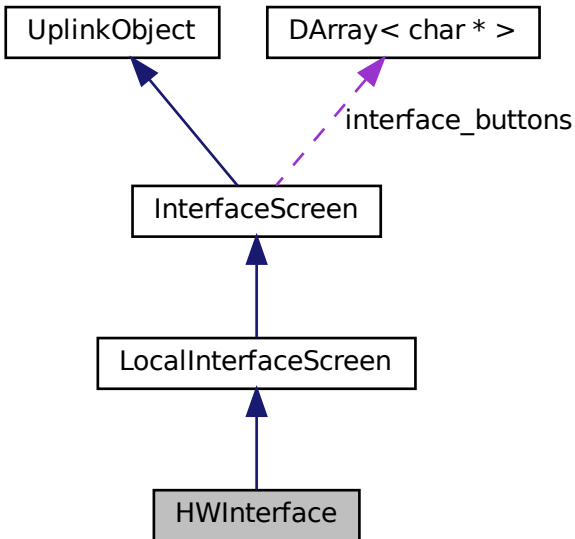 UplinkObject
DArray< char * >
interface_buttons
InterfaceScreen
LocalInterfaceScreen
HWInterface